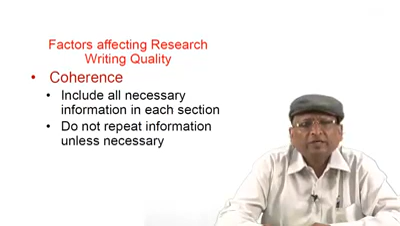 Factors affecting Research
Writing Quality
• Coherence
• Include all necessary
information in each section
• Do not repeat information
unless necessary